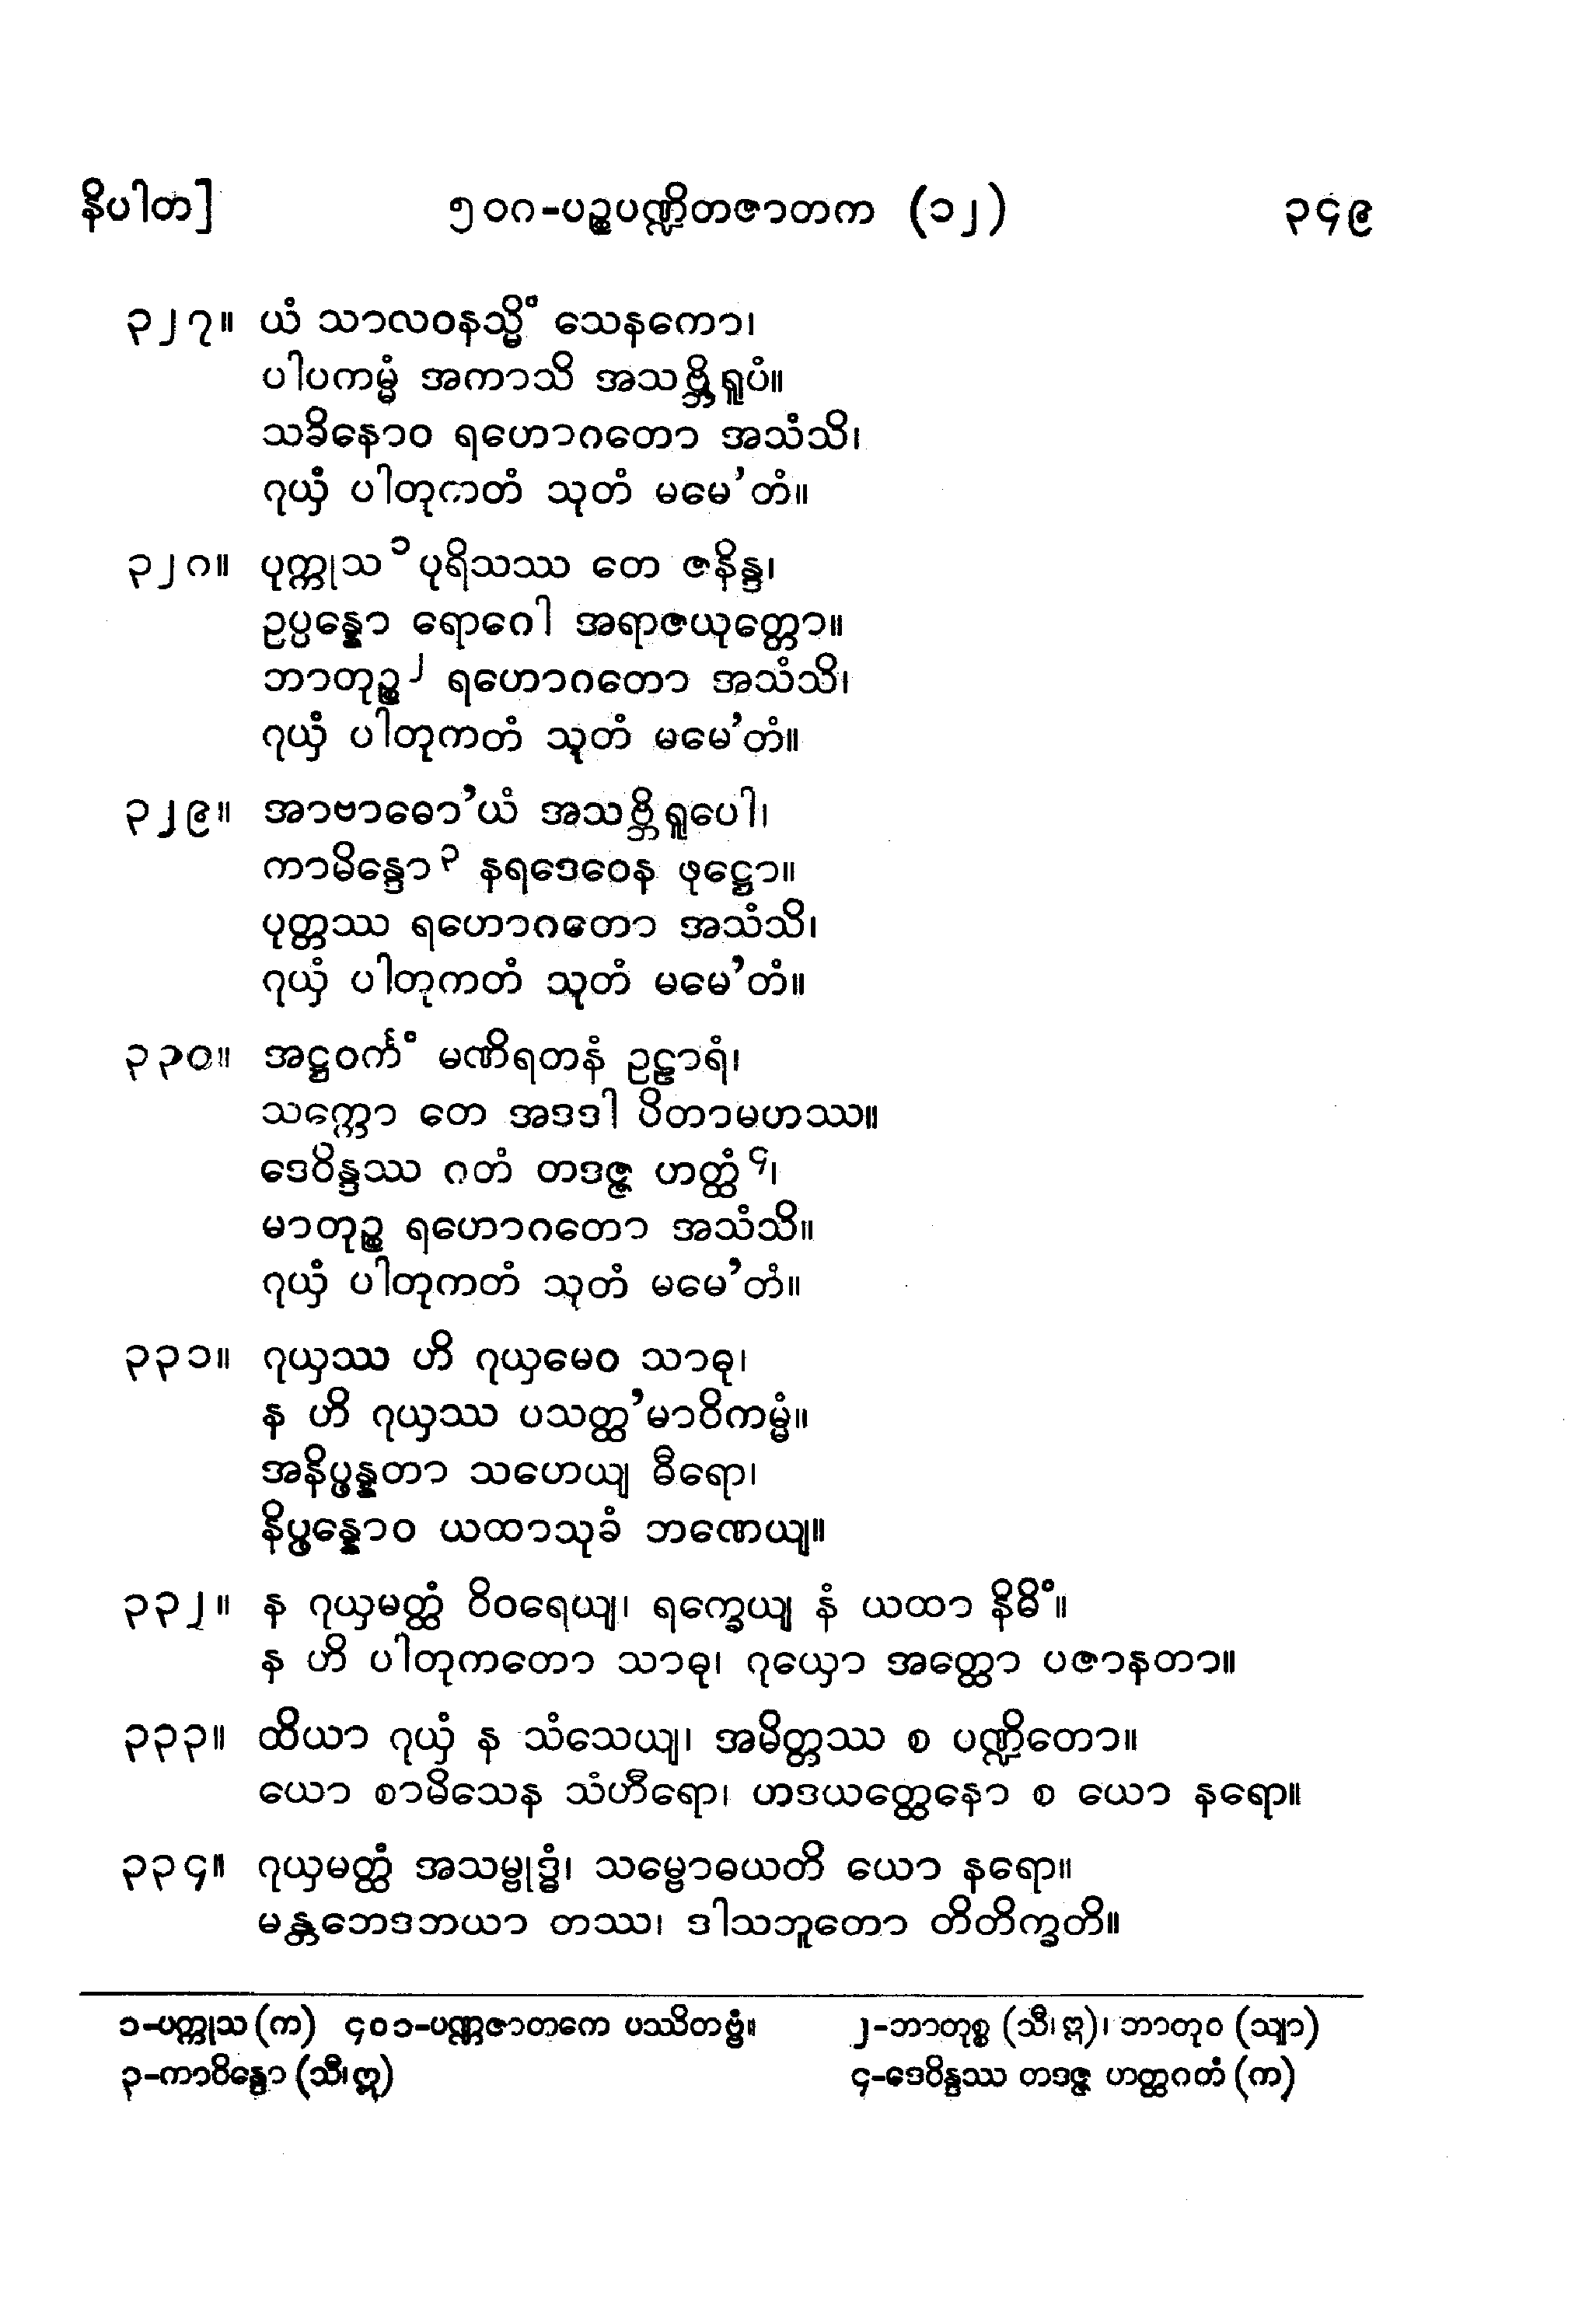 နိပါတ] ၅၀၈-ပဉ္စပဏ္ဍိတဇာတက (၁၂) ၃၄၉
၃၂၇။ ယံ သာလဝနသ္မိံ သေနကော၊
ပါပကမ္မံ အကာသိ အသဗ္ဘိရူပံ။
သခိနောဝ ရဟောဂတော အသံသိ၊
ဂုယှံ ပါတုကတံ သုတံ မမေ’တံ။
၃၂၈။ ပုက္ကုသ ၁ ပုရိသဿ တေ ဇနိန္ဒ၊
ဥပ္ပန္နော ရောဂေါ အရာဇယုတ္တော။
ဘာတုဉ္စ ၂ ရဟောဂတော အသံသိ၊
ဂုယှံ ပါတုကတံ သုတံ မမေ’တံ။
၃၂၉။ အာဗာဓော’ယံ အသဗ္ဘိရူပေါ၊
ကာမိန္ဒော ၃ နရဒေဝေန ဖုဋ္ဌော။
ပုတ္တဿ ရဟောဂတော အသံသိ၊
ဂုယှံ ပါတုကတံ သုတံ မမေ’တံ။
၃၃၀။ အဋ္ဌဝင်္ကံ မဏိရတနံ ဥဠာရံ၊
သက္ကော တေ အဒဒါ ပိတာမဟဿ။
ဒေဝိန္ဒဿ ဂတံ တဒဇ္ဇ ဟတ္ထံ ၄၊
မာတုဉ္စ ရဟောဂတော အသံသိ။
ဂုယှံ ပါတုကတံ သုတံ မမေ’တံ။
၃၃၁။ ဂုယှဿ ဟိ ဂုယှမေဝ သာဓု၊
န ဟိ ဂုယှဿ ပသတ္ထ’မာဝိကမ္မံ။
အနိပ္ဖန္နတာ သဟေယျ ဓီရော၊
နိပ္ဖန္နောဝ ယထာသုခံ ဘဏေယျ။
၃၃၂။ န ဂုယှမတ္ထံ ဝိဝရေယျ၊ ရက္ခေယျ နံ ယထာ နိဓိံ။
န ဟိ ပါတုကတော သာဓု၊ ဂုယှော အတ္ထော ပဇာနတာ။
၃၃၃။ ထိယာ ဂုယှံ န သံသေယျ၊ အမိတ္တဿ စ ပဏ္ဍိတော။
ယော စာမိသေန သံဟီရော၊ ဟဒယတ္ထေနော စ ယော နရော။
၃၃၄။ ဂုယှမတ္ထံ အသမ္ဗုဒ္ဓံ၊ သမ္ဗောဓယတိ ယော နရော။
မန္တဘေဒဘယာ တဿ၊ ဒါသဘူတော တိတိက္ခတိ။
၁-ပက္ကုသ (က) ၄၀၁-ပဏ္ဏဇာတကေ ပဿိတဗ္ဗံ။ ၂-ဘာတုစ္စ (သီ၊ ဣ)၊ ဘာတုဝ (သျာ)
၃-ကာဝိန္ဒော (သီ၊ ဣ) ၄-ဒေဝိန္ဒဿ တဒဇ္ဇ ဟတ္ထဂတံ (က)